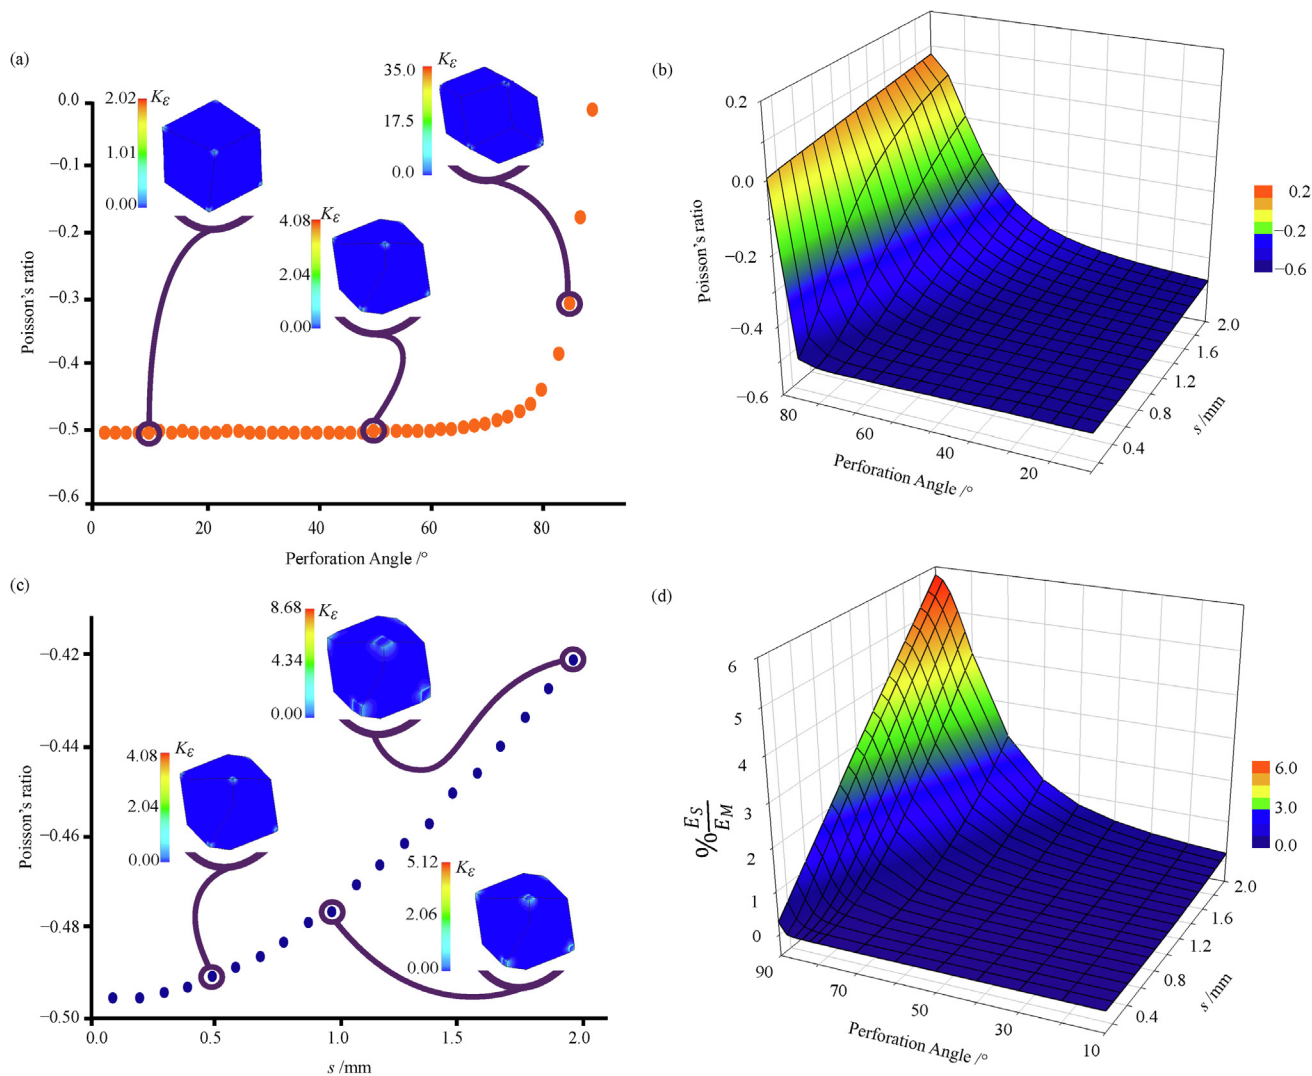 (a)
0.0
−0.1
−0.2
−0.3
−0.4
−0.5
−0.6
Poisson's ratio
0 20 40 60 80
Perforation Angle /°
2.02 Kε
1.01
0.00
4.08 Kε
2.04
0.00
35.0 Kε
17.5
0.0
(b)
0.2
0.0
−0.2
−0.4
−0.6
Poisson's ratio
80 60 40 20
Perforation Angle /°
0.4 0.8 1.2 1.6 2.0
s /mm
0.2
−0.2
−0.6
(c)
−0.42
−0.44
−0.46
−0.48
−0.50
Poisson's ratio
0.0 0.5 1.0 1.5 2.0
s /mm
8.68 Kε
4.34
0.00
4.08 Kε
2.04
0.00
5.12 Kε
2.06
0.00
(d)
6
5
4
3
2
1
0
% E_S/E_M
90 70 50 30 10
Perforation Angle /°
0.4 0.8 1.2 1.6 2.0
s /mm
6.0
3.0
0.0